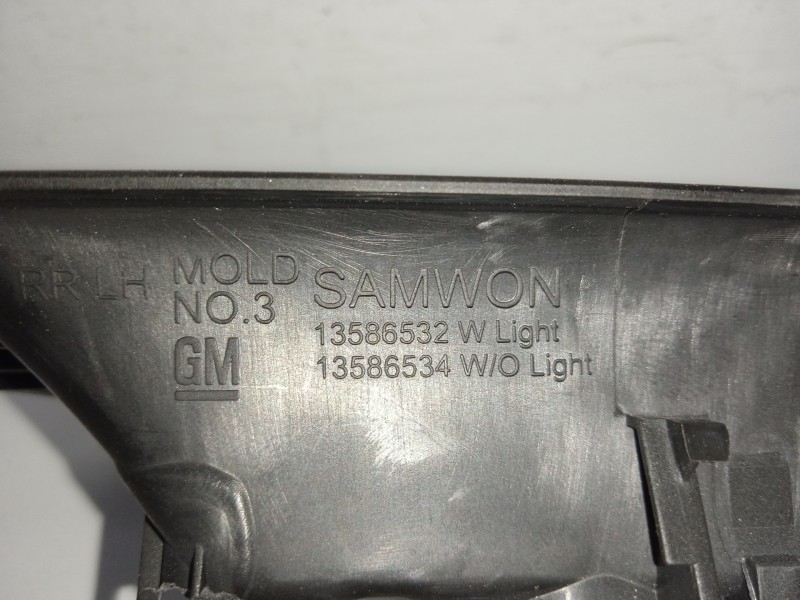 RR LH
MOLD
NO.3
GM
SAMWON
13586532 W Light
13586534 W/O Light